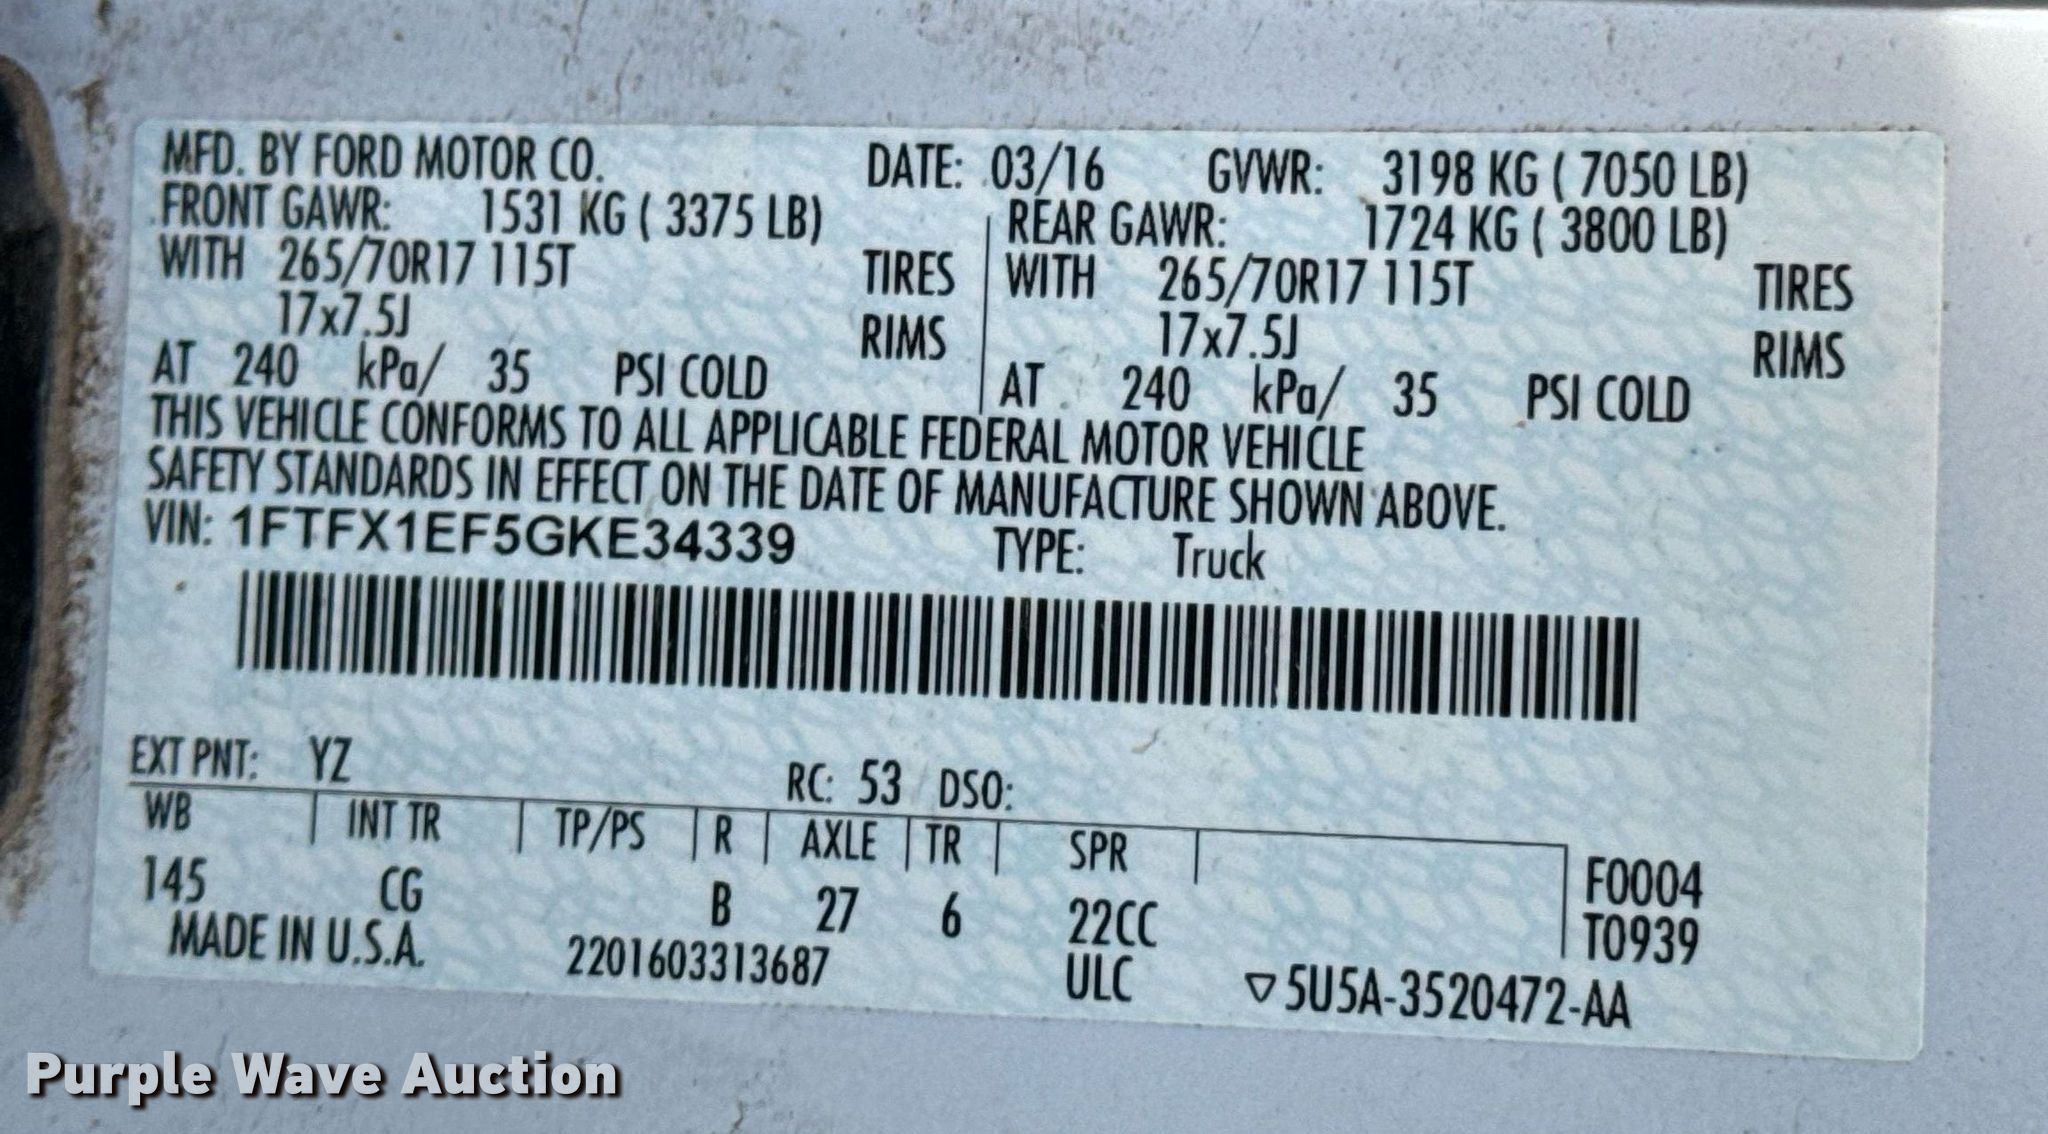 MFD. BY FORD MOTOR CO. DATE: 03/16 GVWR: 3198 KG ( 7050 LB)
FRONT GAWR: 1531 KG ( 3375 LB) REAR GAWR: 1724 KG ( 3800 LB)
WITH 265/70R17 115T TIRES WITH 265/70R17 115T TIRES
17x7.5J RIMS 17x7.5J RIMS
AT 240 kPa/ 35 PSI COLD AT 240 kPa/ 35 PSI COLD
THIS VEHICLE CONFORMS TO ALL APPLICABLE FEDERAL MOTOR VEHICLE
SAFETY STANDARDS IN EFFECT ON THE DATE OF MANUFACTURE SHOWN ABOVE.
VIN: 1FTFX1EF5GKE34339 TYPE: Truck
EXT PNT: YZ RC: 53 DSO:
WB INT TR TP/PS R AXLE TR SPR F0004
145 CG B 27 6 22CC T0939
MADE IN U.S.A. 2201603313687 ULC ▽5U5A-3520472-AA
Purple Wave Auction